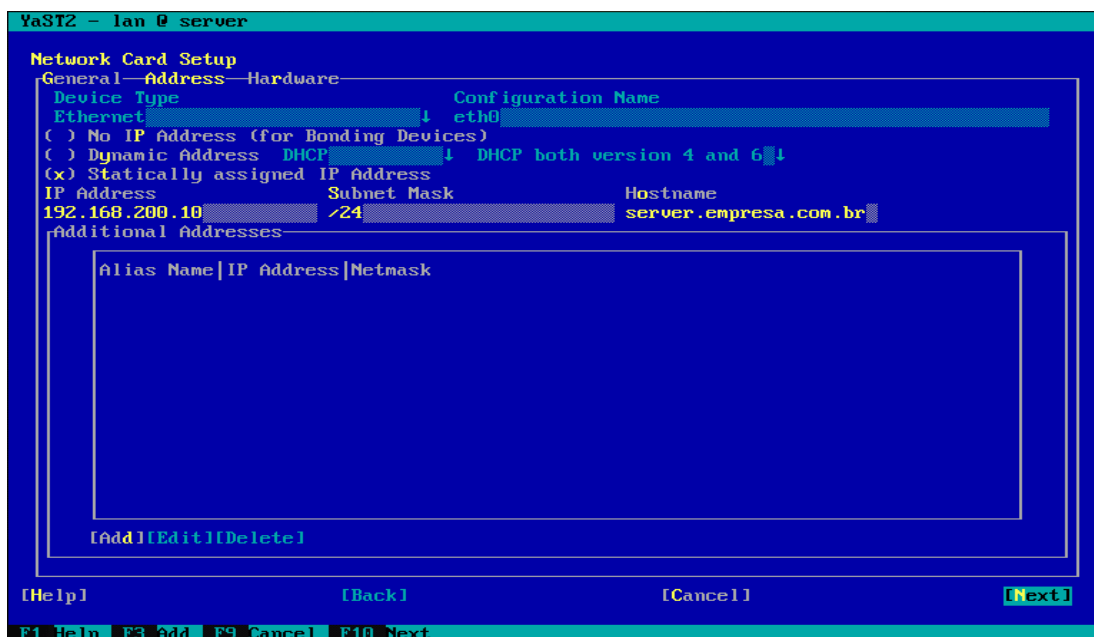 YaST2 - lan @ server
Network Card Setup
General Address Hardware
Device Type Configuration Name
Ethernet ↓ eth0
( ) No IP Address (for Bonding Devices)
( ) Dynamic Address DHCP ↓ DHCP both version 4 and 6 ↓
(x) Statically assigned IP Address
IP Address Subnet Mask Hostname
192.168.200.10 /24 server.empresa.com.br
Additional Addresses
Alias Name|IP Address|Netmask
[Add][Edit][Delete]
[Help] [Back] [Cancel] [Next]
F1 Help F3 Add F9 Cancel F10 Next